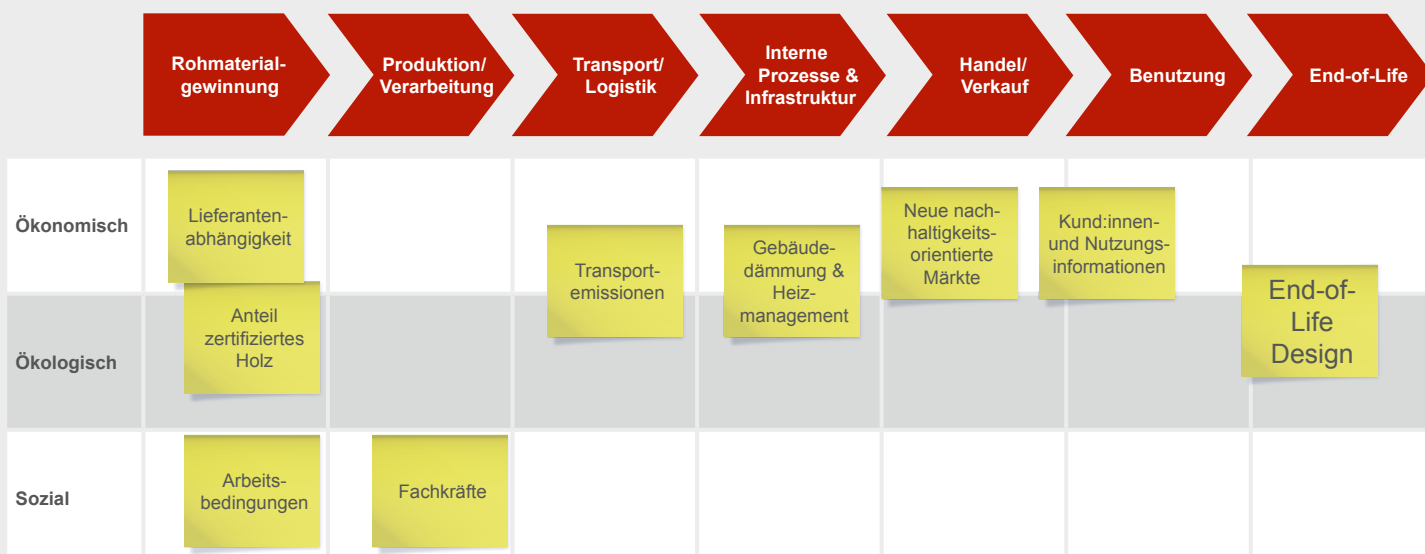 Rohmaterial-
gewinnung
Produktion/
Verarbeitung
Transport/
Logistik
Interne
Prozesse &
Infrastruktur
Handel/
Verkauf
Benutzung
End-of-Life
Ökonomisch
Lieferanten-
abhängigkeit
Transport-
emissionen
Gebäude-
dämmung &
Heiz-
management
Neue nach-
haltigkeits-
orientierte
Märkte
Kund:innen-
und Nutzungs-
informationen
End-of-
Life
Design
Ökologisch
Anteil
zertifiziertes
Holz
Sozial
Arbeits-
bedingungen
Fachkräfte